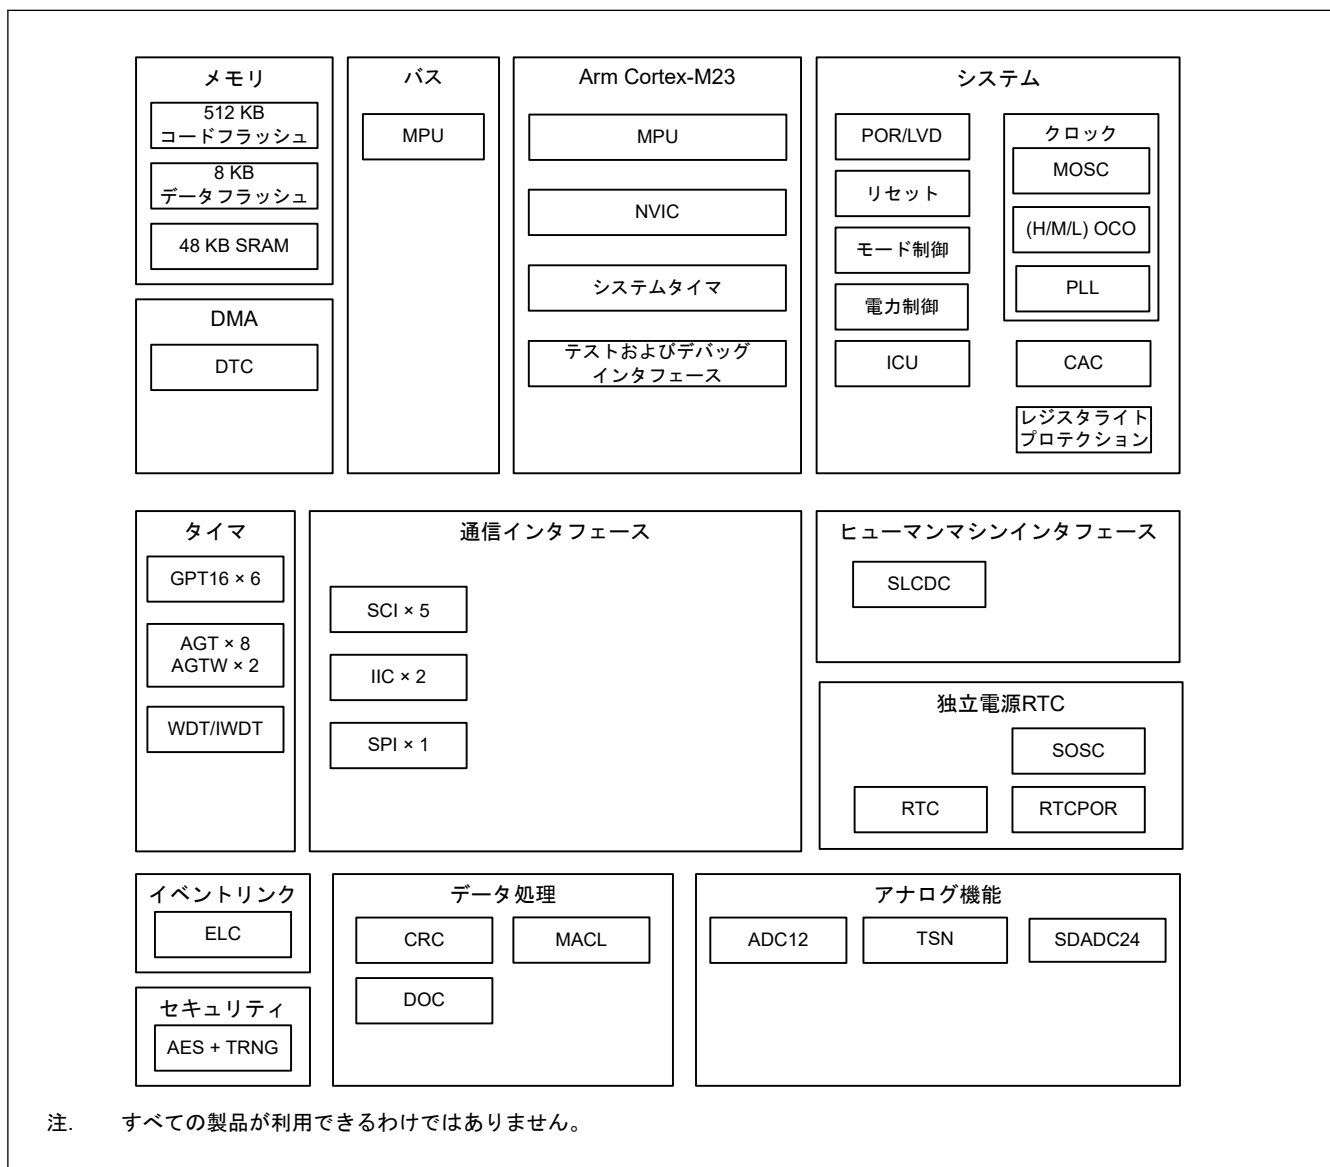 メモリ
512 KB
コードフラッシュ
8 KB
データフラッシュ
48 KB SRAM
DMA
DTC
バス
MPU
Arm Cortex-M23
MPU
NVIC
システムタイマ
テストおよびデバッグ
インタフェース
システム
POR/LVD
リセット
モード制御
電力制御
ICU
クロック
MOSC
(H/M/L) OCO
PLL
CAC
レジスタライト
プロテクション
タイマ
GPT16 × 6
AGT × 8
AGTW × 2
WDT/IWDT
通信インタフェース
SCI × 5
IIC × 2
SPI × 1
ヒューマンマシンインタフェース
SLCDC
独立電源RTC
SOSC
RTC
RTCPOR
イベントリンク
ELC
セキュリティ
AES + TRNG
データ処理
CRC
MACL
DOC
アナログ機能
ADC12
TSN
SDADC24
注. すべての製品が利用できるわけではありません。